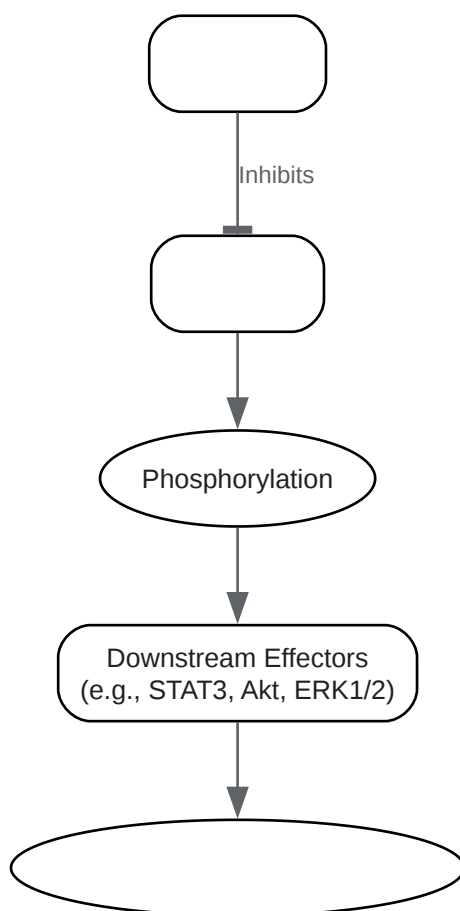 Inhibits
Phosphorylation
Downstream Effectors
(e.g., STAT3, Akt, ERK1/2)